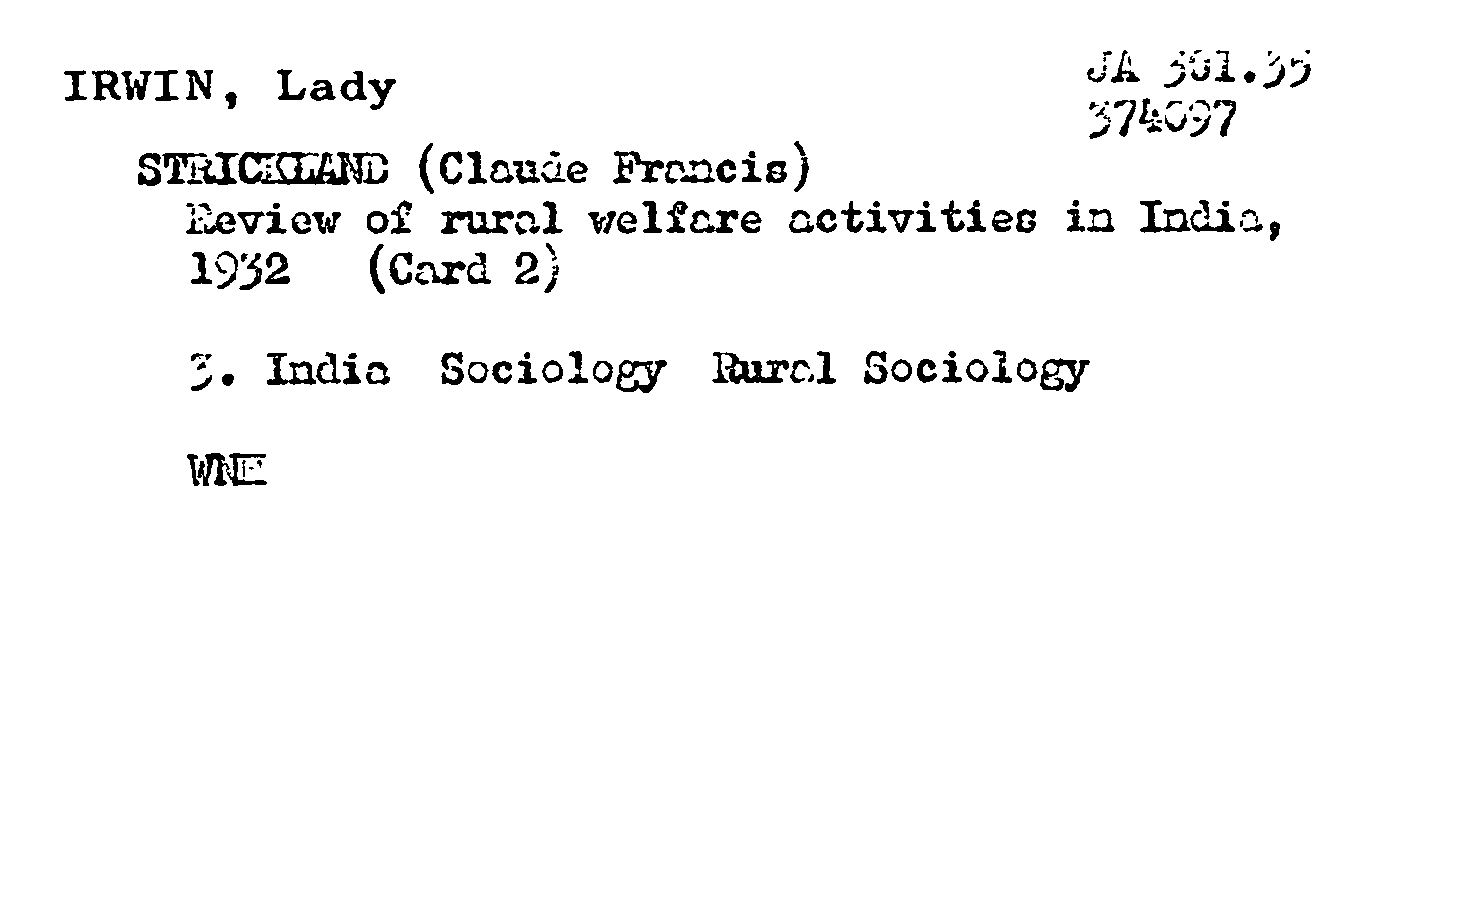 IRWIN, Lady
JA 301.35
374097
STRICKLAND (Claude Francis)
Review of rural welfare activities in India,
1932 (Card 2)
3. India Sociology Rural Sociology
WNE